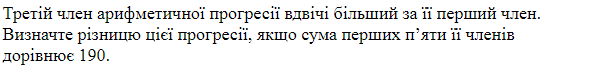 Третій член арифметичної прогресії вдвічі більший за її перший член.
Визначте різницю цієї прогресії, якщо сума перших п’яти її членів
дорівнює 190.